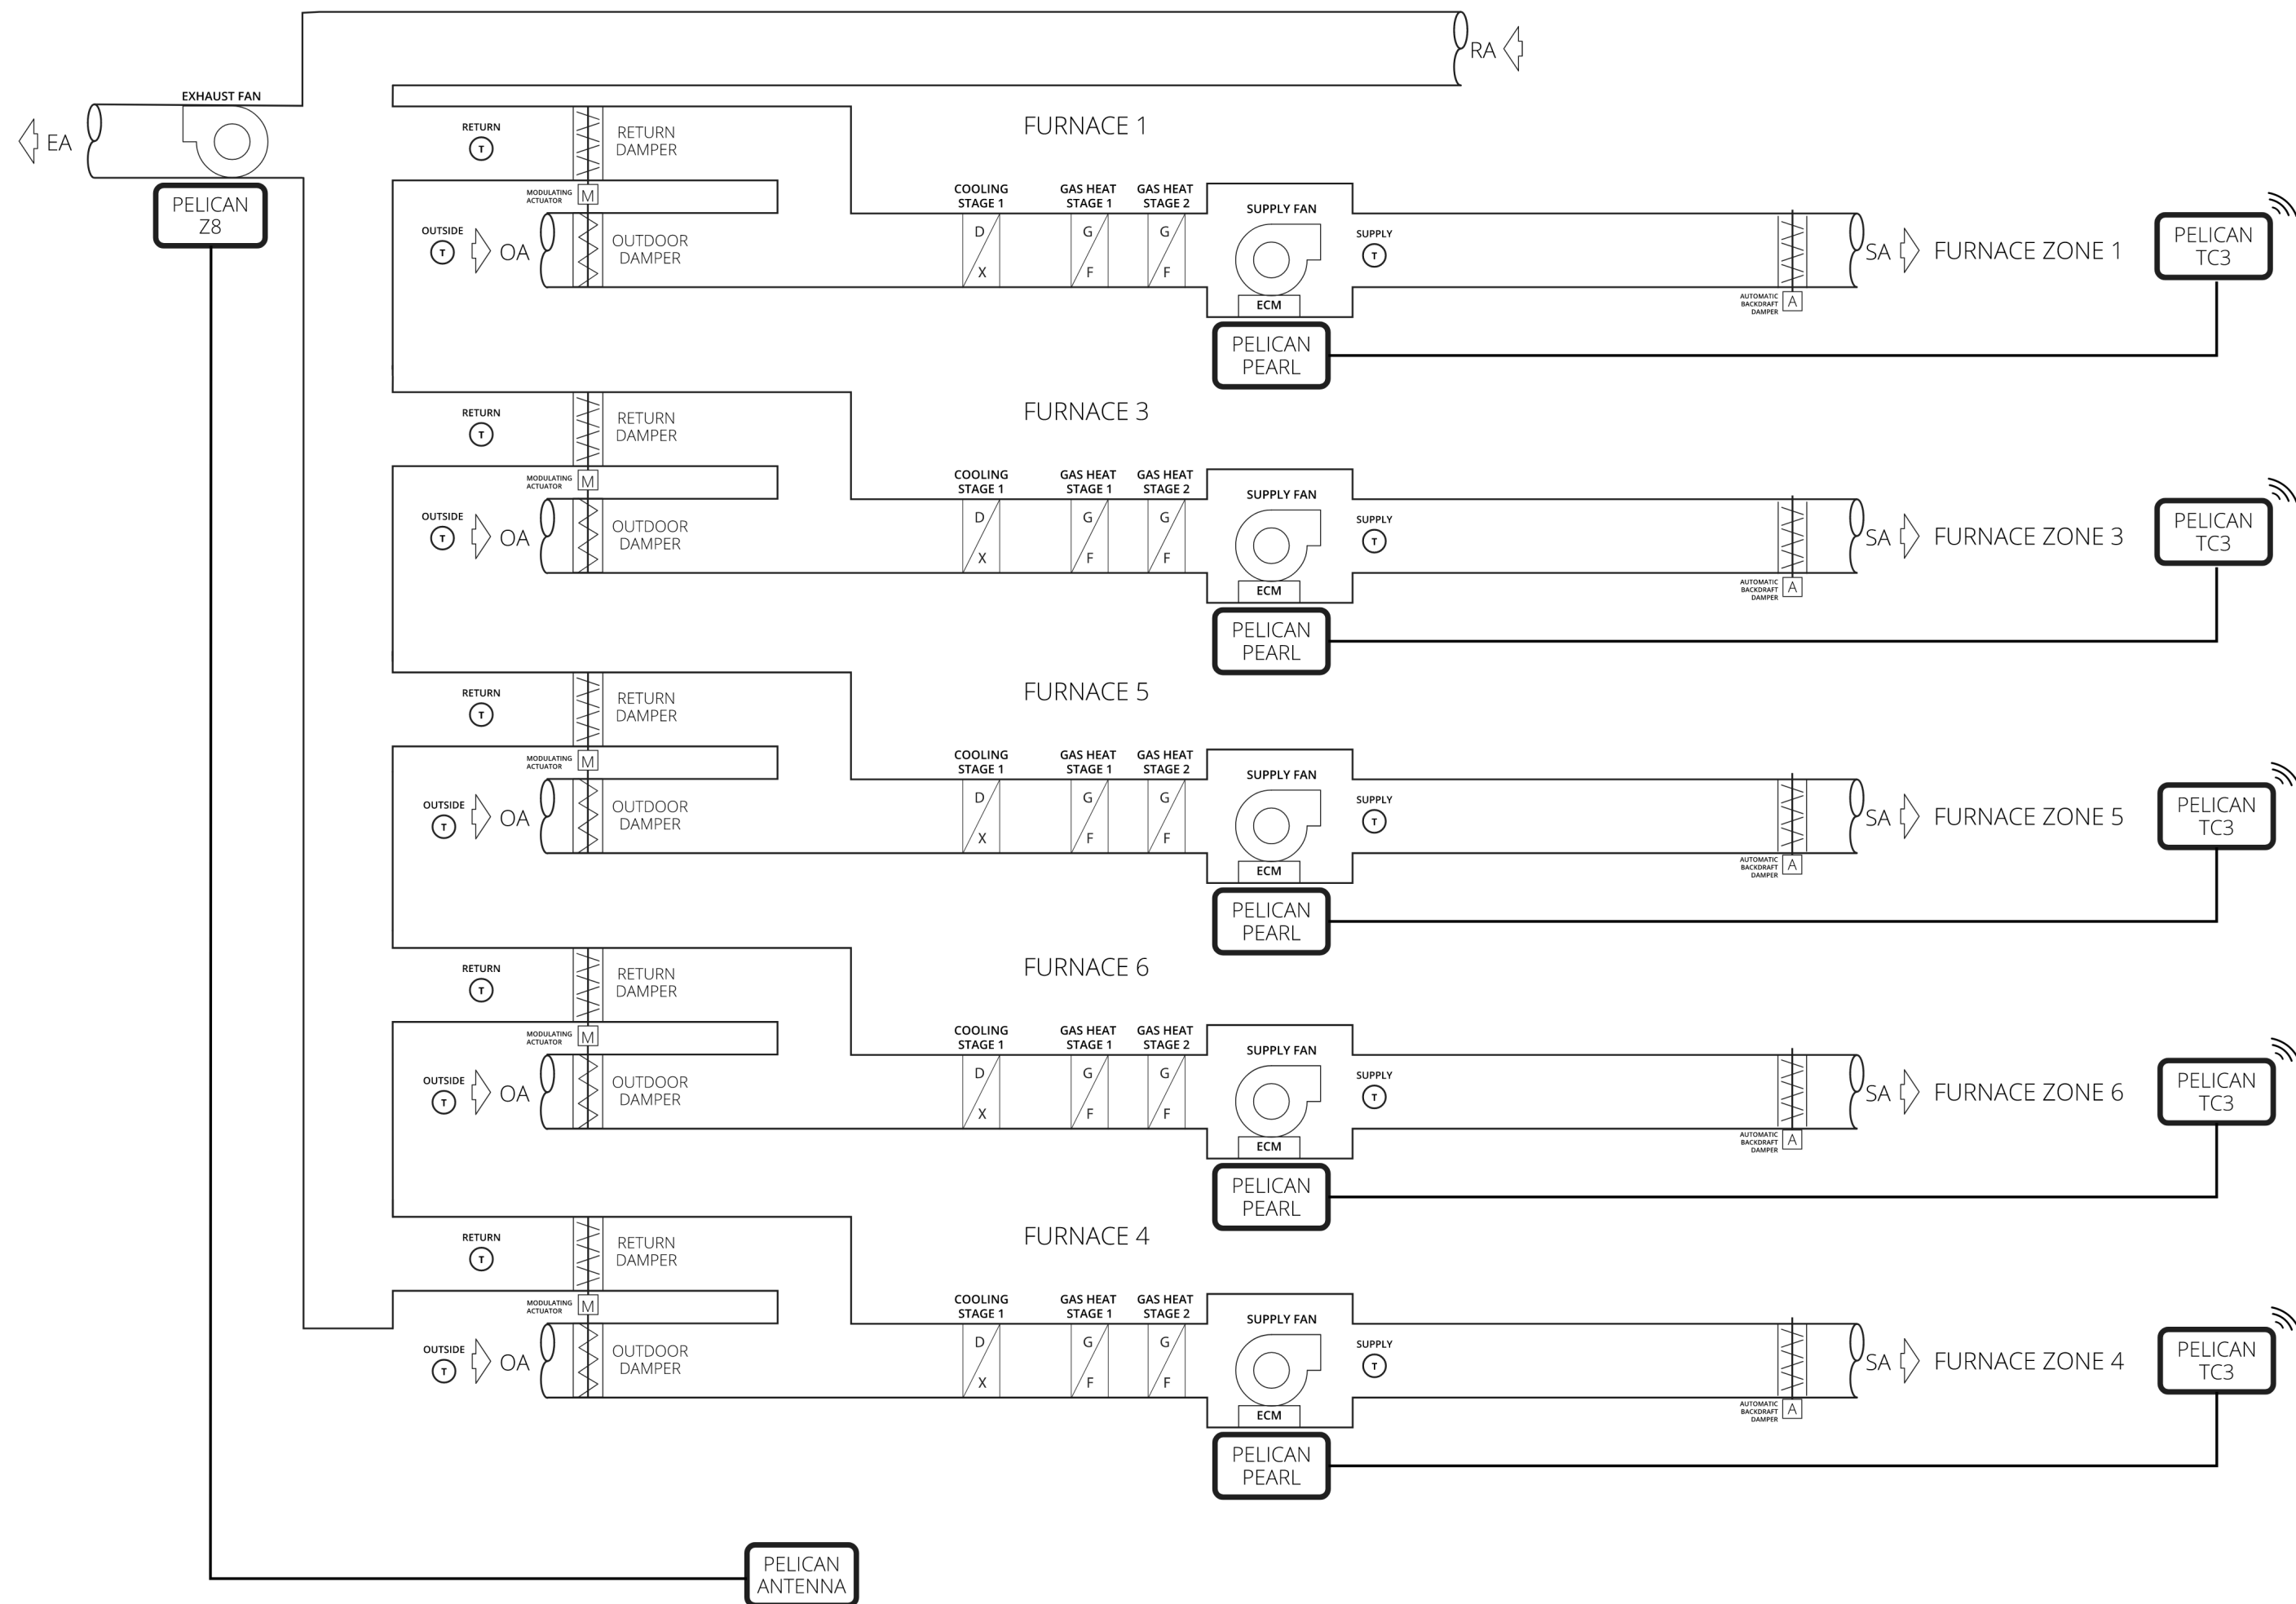 RA
EXHAUST FAN
EA
PELICAN
Z8
FURNACE 1
RETURN
T
RETURN
DAMPER
MODULATING
ACTUATOR
M
OUTSIDE
T
OA
OUTDOOR
DAMPER
COOLING
STAGE 1
D
X
GAS HEAT
STAGE 1
G
F
GAS HEAT
STAGE 2
G
F
SUPPLY FAN
ECM
PELICAN
PEARL
SUPPLY
T
AUTOMATIC
BACKDRAFT
DAMPER
A
SA
FURNACE ZONE 1
PELICAN
TC3
FURNACE 3
RETURN
T
RETURN
DAMPER
MODULATING
ACTUATOR
M
OUTSIDE
T
OA
OUTDOOR
DAMPER
COOLING
STAGE 1
D
X
GAS HEAT
STAGE 1
G
F
GAS HEAT
STAGE 2
G
F
SUPPLY FAN
ECM
PELICAN
PEARL
SUPPLY
T
AUTOMATIC
BACKDRAFT
DAMPER
A
SA
FURNACE ZONE 3
PELICAN
TC3
FURNACE 5
RETURN
T
RETURN
DAMPER
MODULATING
ACTUATOR
M
OUTSIDE
T
OA
OUTDOOR
DAMPER
COOLING
STAGE 1
D
X
GAS HEAT
STAGE 1
G
F
GAS HEAT
STAGE 2
G
F
SUPPLY FAN
ECM
PELICAN
PEARL
SUPPLY
T
AUTOMATIC
BACKDRAFT
DAMPER
A
SA
FURNACE ZONE 5
PELICAN
TC3
FURNACE 6
RETURN
T
RETURN
DAMPER
MODULATING
ACTUATOR
M
OUTSIDE
T
OA
OUTDOOR
DAMPER
COOLING
STAGE 1
D
X
GAS HEAT
STAGE 1
G
F
GAS HEAT
STAGE 2
G
F
SUPPLY FAN
ECM
PELICAN
PEARL
SUPPLY
T
AUTOMATIC
BACKDRAFT
DAMPER
A
SA
FURNACE ZONE 6
PELICAN
TC3
FURNACE 4
RETURN
T
RETURN
DAMPER
MODULATING
ACTUATOR
M
OUTSIDE
T
OA
OUTDOOR
DAMPER
COOLING
STAGE 1
D
X
GAS HEAT
STAGE 1
G
F
GAS HEAT
STAGE 2
G
F
SUPPLY FAN
ECM
PELICAN
PEARL
SUPPLY
T
AUTOMATIC
BACKDRAFT
DAMPER
A
SA
FURNACE ZONE 4
PELICAN
TC3
PELICAN
ANTENNA